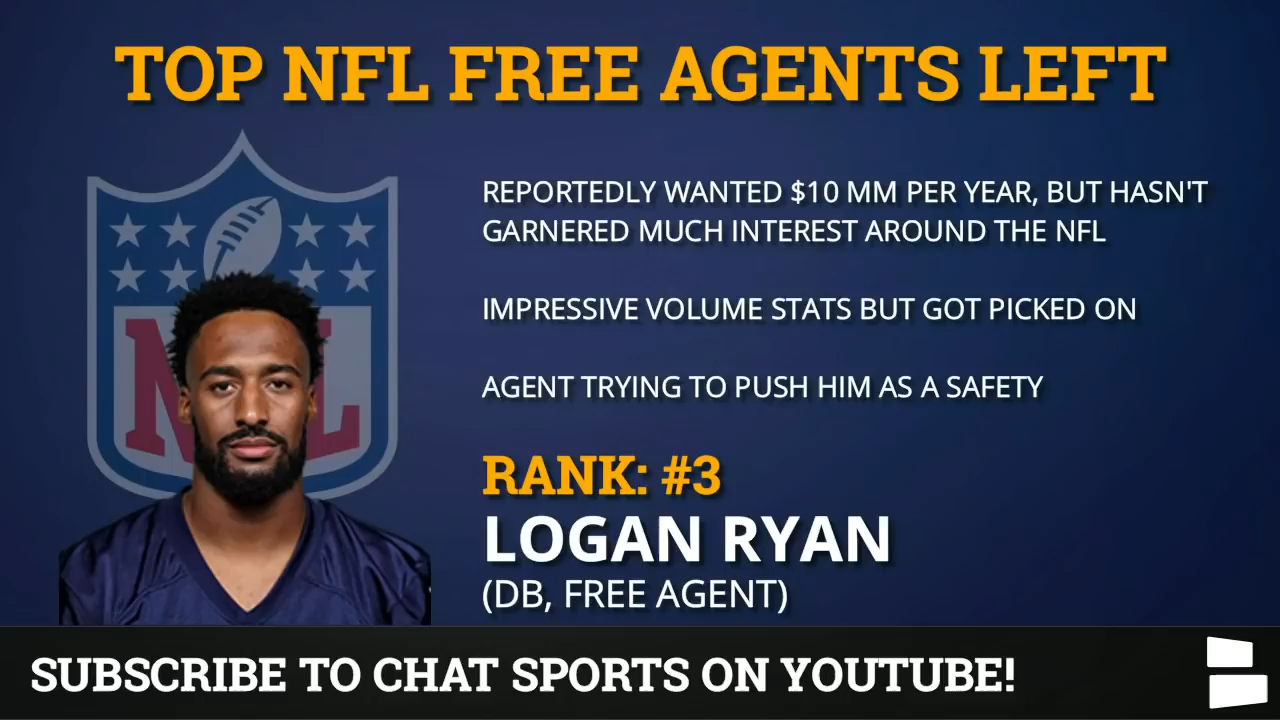 TOP NFL FREE AGENTS LEFT
REPORTEDLY WANTED $10 MM PER YEAR, BUT HASN'T
GARNERED MUCH INTEREST AROUND THE NFL
IMPRESSIVE VOLUME STATS BUT GOT PICKED ON
AGENT TRYING TO PUSH HIM AS A SAFETY
RANK: #3
LOGAN RYAN
(DB, FREE AGENT)
SUBSCRIBE TO CHAT SPORTS ON YOUTUBE!